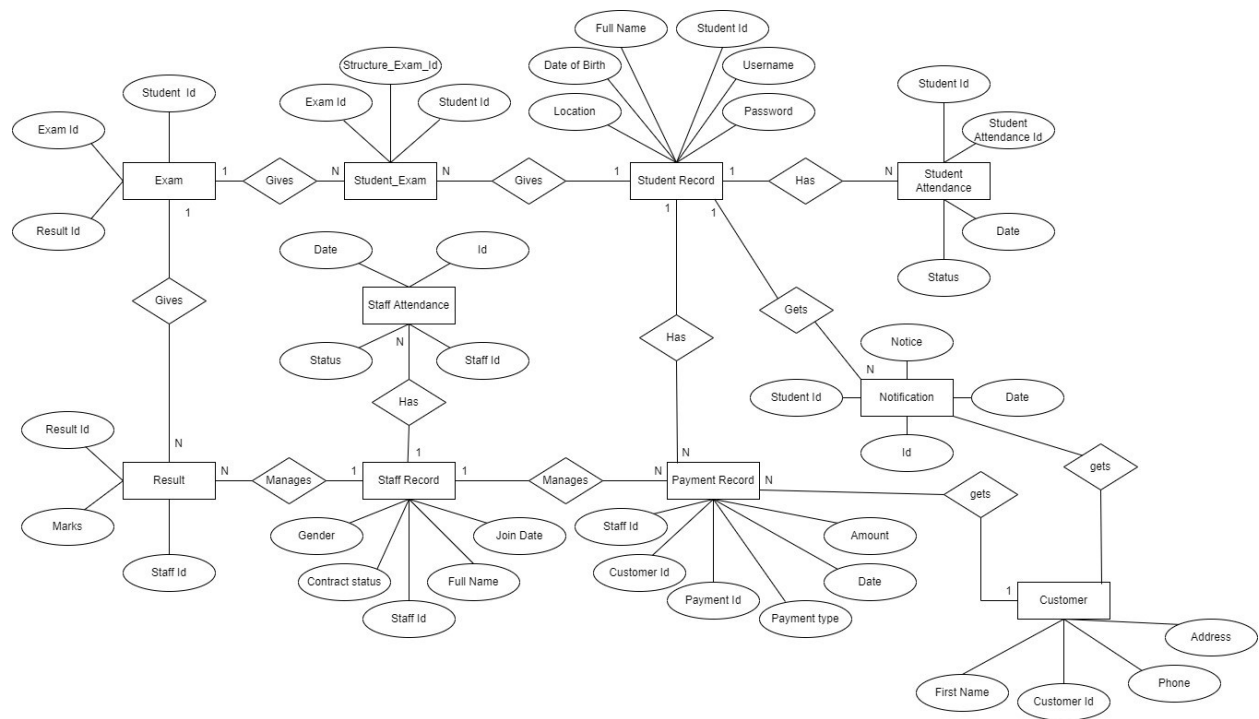 Full Name
Student Id
Structure_Exam_Id
Date of Birth
Username
Student Id
Student Id
Exam Id
Student Id
Location
Password
Exam Id
Student
Attendance Id
Exam
1
Gives
N
Student_Exam
N
Gives
1
Student Record
1
Has
N
Student
Attendance
1
1
1
Result Id
Date
Date
Id
Status
Gives
Staff Attendance
Gets
Has
Notice
Status
N
Staff Id
N
Student Id
Notification
Date
Has
Result Id
Id
N
1
N
gets
Result
N
Manages
1
Staff Record
1
Manages
N
Payment Record
N
gets
Marks
Gender
Join Date
Staff Id
Amount
Staff Id
Contract status
Full Name
Customer Id
Date
Staff Id
Payment Id
Payment type
1
Customer
Address
First Name
Customer Id
Phone